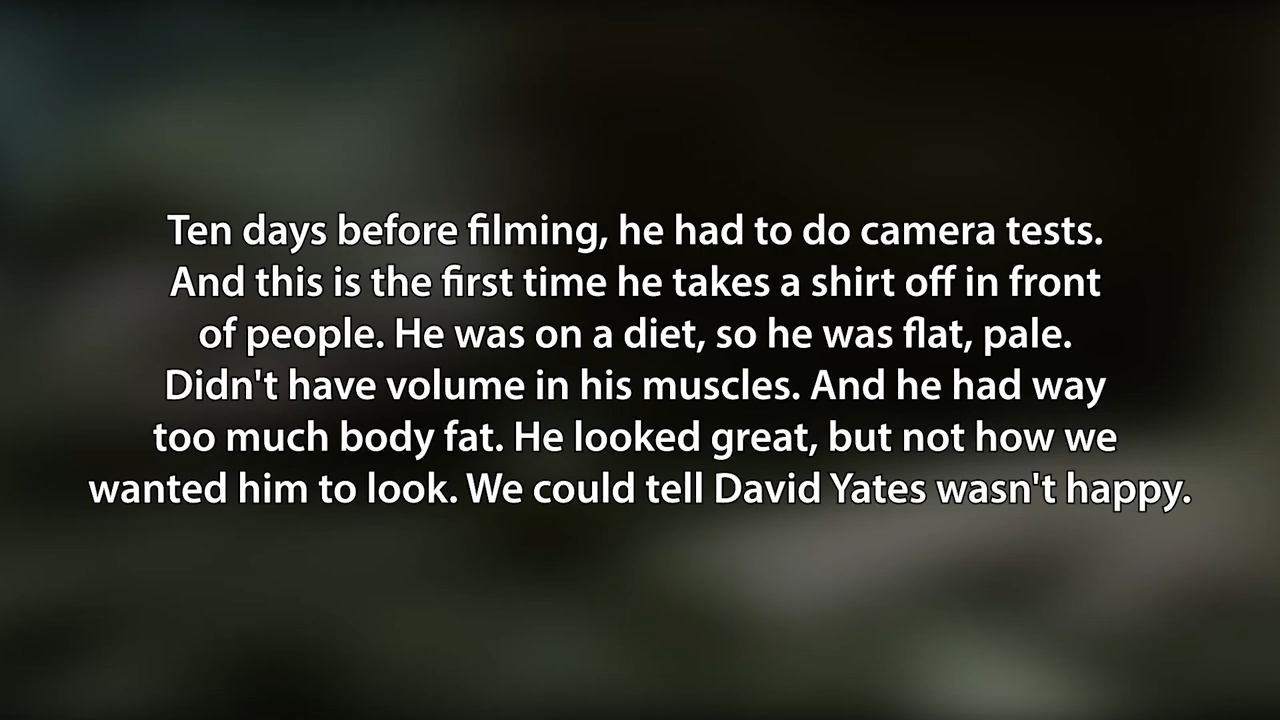 Ten days before filming, he had to do camera tests.
And this is the first time he takes a shirt off in front
of people. He was on a diet, so he was flat, pale.
Didn't have volume in his muscles. And he had way
too much body fat. He looked great, but not how we
wanted him to look. We could tell David Yates wasn't happy.